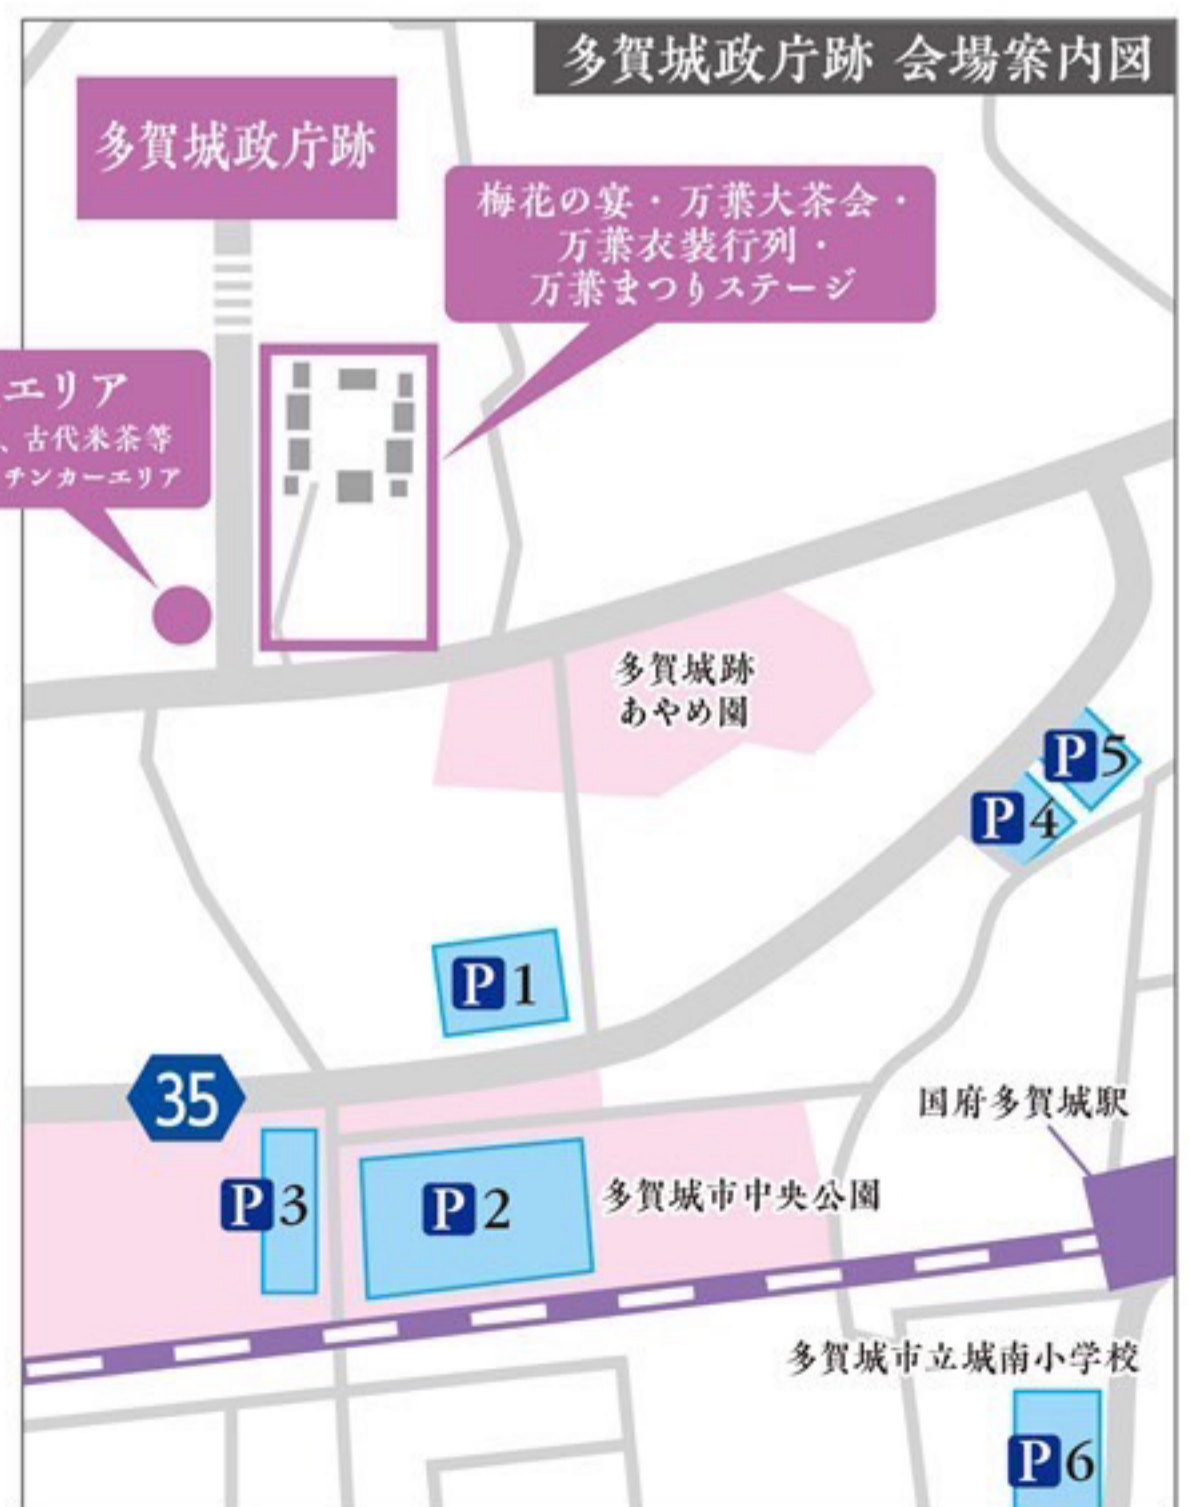 多賀城政庁跡 会場案内図
多賀城政庁跡
梅花の宴・万葉大茶会・
万葉衣装行列・
万葉まつりステージ
エリア
、古代米茶等
チンカーエリア
多賀城跡
あやめ園
P5
P4
P1
35
国府多賀城駅
P3
P2
多賀城市中央公園
多賀城市立城南小学校
P6